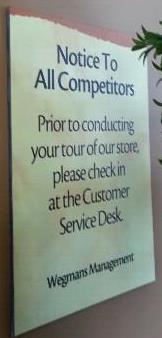 Notice To
All Competitors
Prior to conducting
your tour of our store,
please check in
at the Customer
Service Desk.
Wegmans Management